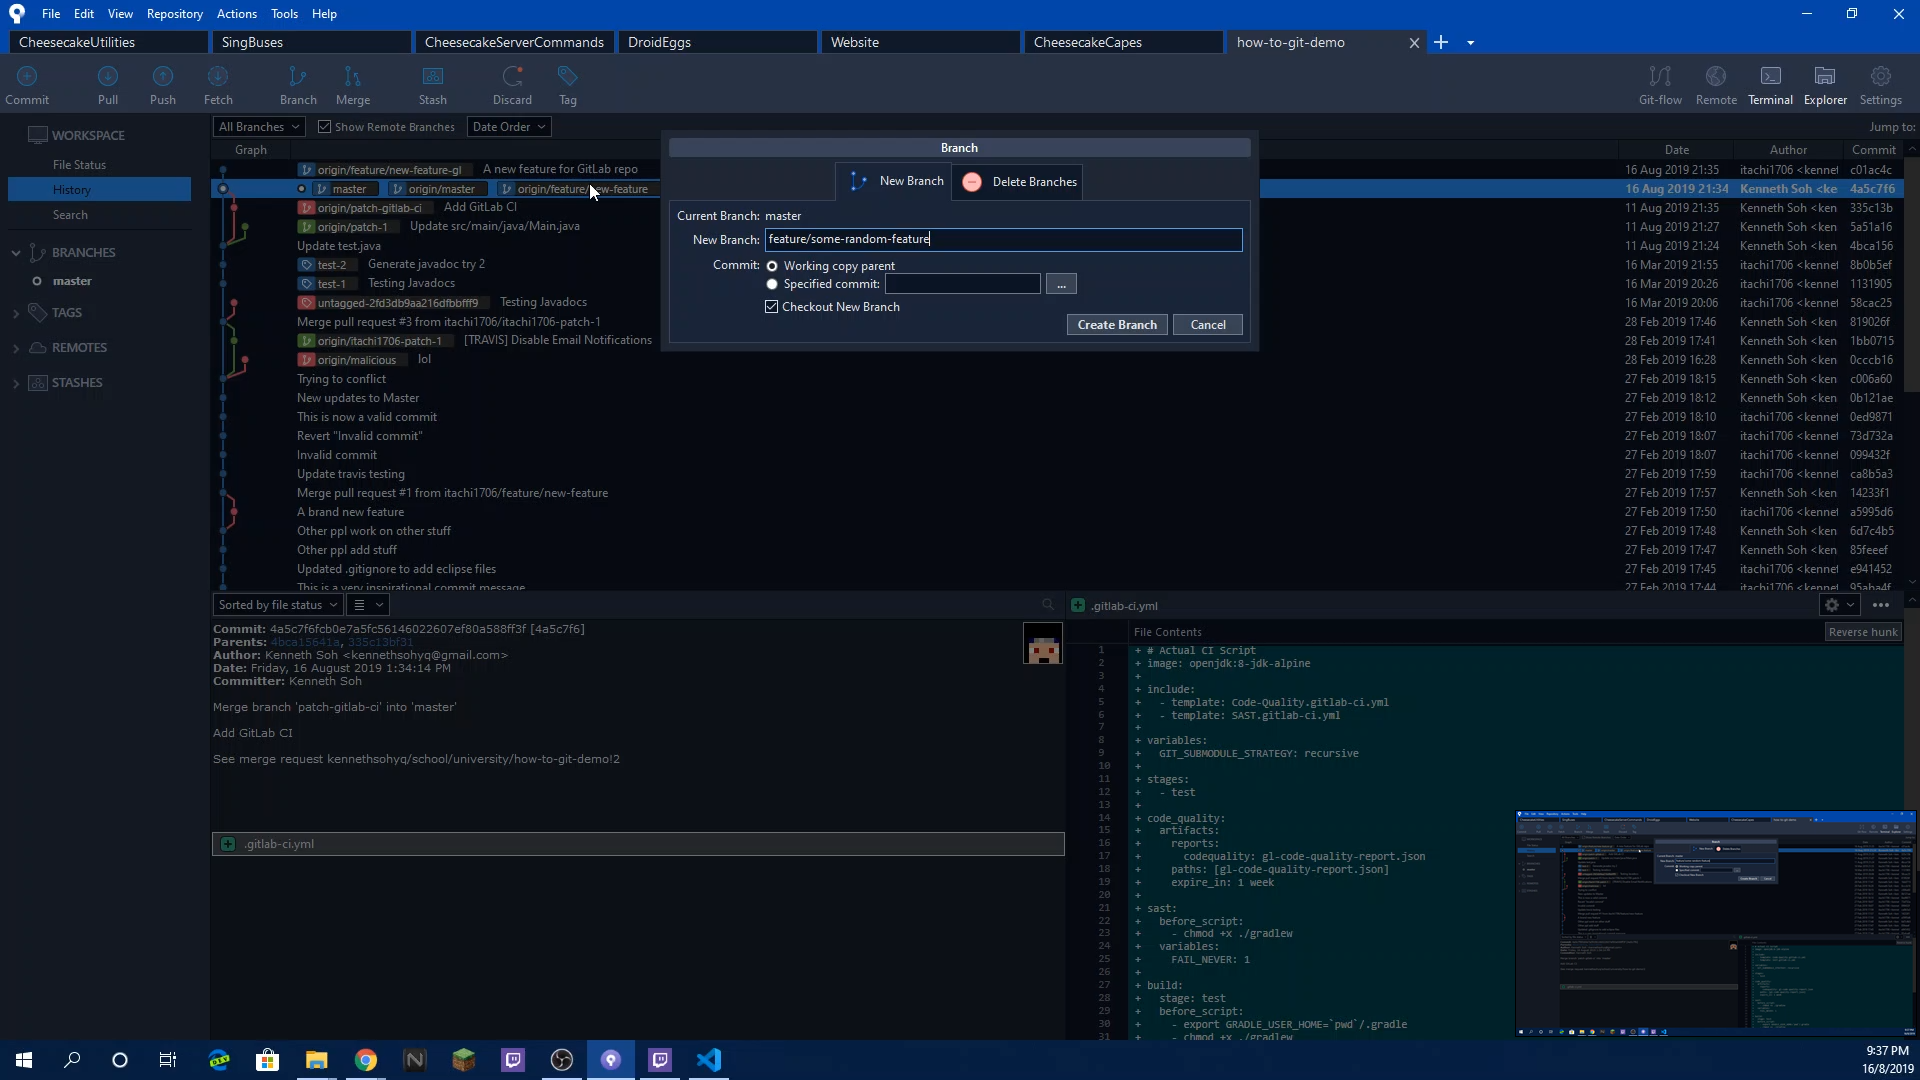 File Edit View Repository Actions Tools Help
CheesecakeUtilities SingBuses CheesecakeServerCommands DroidEggs Website CheesecakeCapes how-to-git-demo
Commit Pull Push Fetch Branch Merge Stash Discard Tag Git-flow Remote Terminal Explorer Settings
All Branches Show Remote Branches Date Order Jump to:
Graph Date Author Commit
WORKSPACE
File Status
History
Search
BRANCHES
master
TAGS
REMOTES
STASHES
origin/feature/new-feature-gl A new feature for GitLab repo 16 Aug 2019 21:35 itachi1706 <kennet c01ac4c
master origin/master origin/feature/new-feature 16 Aug 2019 21:34 Kenneth Soh <ke 4a5c7f6
origin/patch-gitlab-ci Add GitLab CI 11 Aug 2019 21:35 Kenneth Soh <ken 335c13b
origin/patch-1 Update src/main/java/Main.java 11 Aug 2019 21:27 Kenneth Soh <ken 5a51a16
Update test.java 11 Aug 2019 21:24 Kenneth Soh <ken 4bca156
test-2 Generate javadoc try 2 16 Mar 2019 21:55 itachi1706 <kennet 8b0b5ef
test-1 Testing Javadocs 16 Mar 2019 20:26 itachi1706 <kennet 1131905
untagged-2fd3db9aa216dfbbfff9 Testing Javadocs 16 Mar 2019 20:06 itachi1706 <kennet 58cac25
Merge pull request #3 from itachi1706/itachi1706-patch-1 28 Feb 2019 17:46 Kenneth Soh <ken 819026f
origin/itachi1706-patch-1 [TRAVIS] Disable Email Notifications 28 Feb 2019 17:41 Kenneth Soh <ken 1bb0715
origin/malicious lol 28 Feb 2019 16:28 Kenneth Soh <ken 0cccb16
Trying to conflict 27 Feb 2019 18:15 Kenneth Soh <ken c006a60
New updates to Master 27 Feb 2019 18:12 Kenneth Soh <ken 0b121ae
This is now a valid commit 27 Feb 2019 18:10 itachi1706 <kennet 0ed9871
Revert "Invalid commit" 27 Feb 2019 18:07 itachi1706 <kennet 73d732a
Invalid commit 27 Feb 2019 18:07 itachi1706 <kennet 099432f
Update travis testing 27 Feb 2019 17:59 itachi1706 <kennet ca8b5a3
Merge pull request #1 from itachi1706/feature/new-feature 27 Feb 2019 17:57 Kenneth Soh <ken 14233f1
A brand new feature 27 Feb 2019 17:50 itachi1706 <kennet a5995d6
Other ppl work on other stuff 27 Feb 2019 17:48 Kenneth Soh <ken 6d7c4b5
Other ppl add stuff 27 Feb 2019 17:47 Kenneth Soh <ken 85feeef
Updated .gitignore to add eclipse files 27 Feb 2019 17:45 itachi1706 <kennet e941452
This is a very inspirational commit message 27 Feb 2019 17:44 itachi1706 <kennet 95aba4f
Branch
New Branch Delete Branches
Current Branch: master
New Branch: feature/some-random-feature
Commit: Working copy parent
Specified commit: ...
Checkout New Branch
Create Branch Cancel
Sorted by file status
Commit: 4a5c7f6fcb0e7a5fc56146022607ef80a588ff3f [4a5c7f6]
Parents: 4bca15641a, 335c13bf31
Author: Kenneth Soh <kennethsohyq@gmail.com>
Date: Friday, 16 August 2019 1:34:14 PM
Committer: Kenneth Soh
Merge branch 'patch-gitlab-ci' into 'master'
Add GitLab CI
See merge request kennethsohyq/school/university/how-to-git-demo!2
.gitlab-ci.yml
.gitlab-ci.yml
File Contents Reverse hunk
1 + # Actual CI Script
2 + image: openjdk:8-jdk-alpine
3 +
4 + include:
5 + - template: Code-Quality.gitlab-ci.yml
6 + - template: SAST.gitlab-ci.yml
7 +
8 + variables:
9 + GIT_SUBMODULE_STRATEGY: recursive
10 +
11 + stages:
12 + - test
13 +
14 + code_quality:
15 + artifacts:
16 + reports:
17 + codequality: gl-code-quality-report.json
18 + paths: [gl-code-quality-report.json]
19 + expire_in: 1 week
20 +
21 + sast:
22 + before_script:
23 + - chmod +x ./gradlew
24 + variables:
25 + FAIL_NEVER: 1
26 +
27 + build:
28 + stage: test
29 + before_script:
30 + - export GRADLE_USER_HOME=`pwd`/.gradle
31 + - chmod +x ./gradlew
9:37 PM
16/8/2019